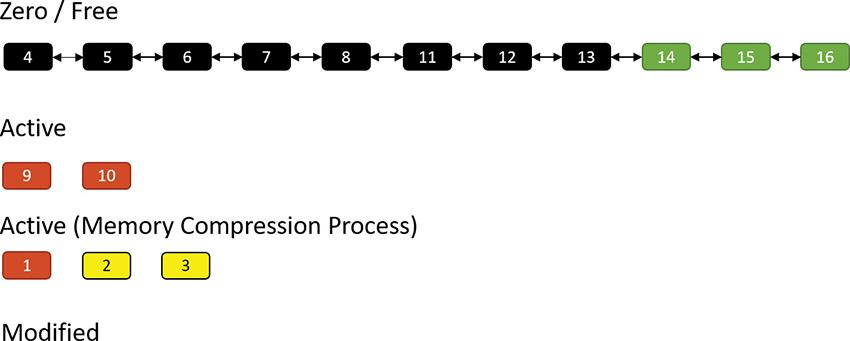 Zero / Free
4 5 6 7 8 11 12 13 14 15 16
Active
9 10
Active (Memory Compression Process)
1 2 3
Modified